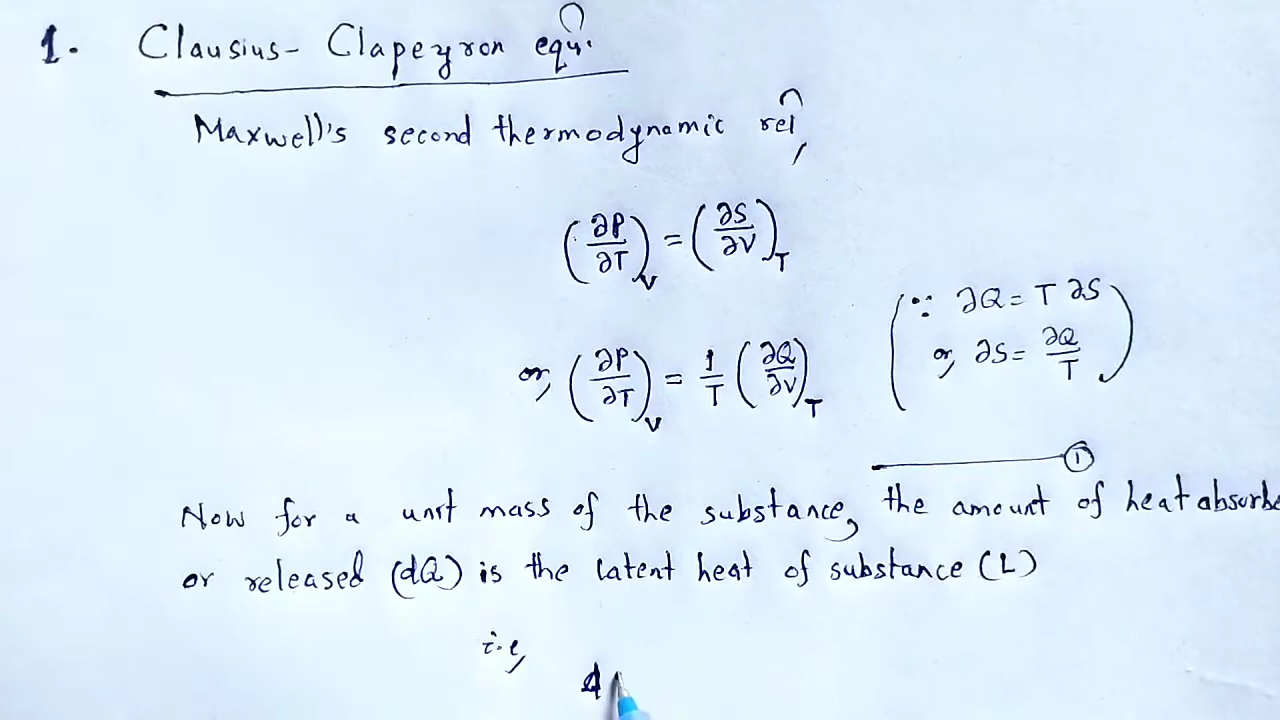 1. Clausius- Clapeyron eqn.
Maxwell's second thermodynamic reln,
(∂P/∂T)_V = (∂S/∂V)_T
(∵ ∂Q = T ∂S
or, (∂P/∂T)_V = 1/T (∂Q/∂V)_T
or, ∂S = ∂Q/T)
①
Now for a unit mass of the substance, the amount of heat absorbe
or released (dQ) is the latent heat of substance (L)
i.e,
d